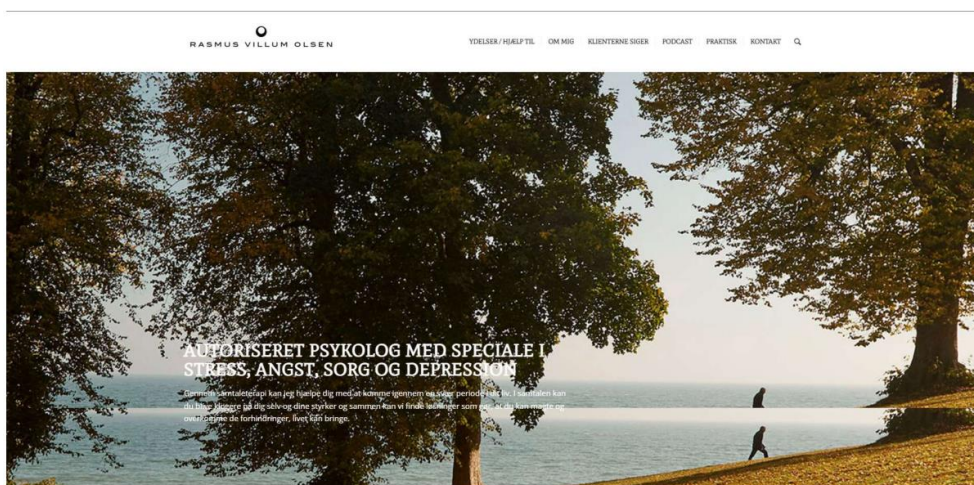 RASMUS VILLUM OLSEN
YDELSER / HJÆLP TIL OM MIG KLIENTERNE SIGER PODCAST PRAKTISK KONTAKT
AUTORISERET PSYKOLOG MED SPECIALE I
STRESS, ANGST, SORG OG DEPRESSION
Gennem samtaleterapi kan jeg hjælpe dig med at komme igennem en svær periode i dit liv. I samtalen kan
du blive klogere på dig selv og dine styrker og sammen kan vi finde løsninger som gør, at du kan magte og
overkomme de forhindringer, livet kan bringe.